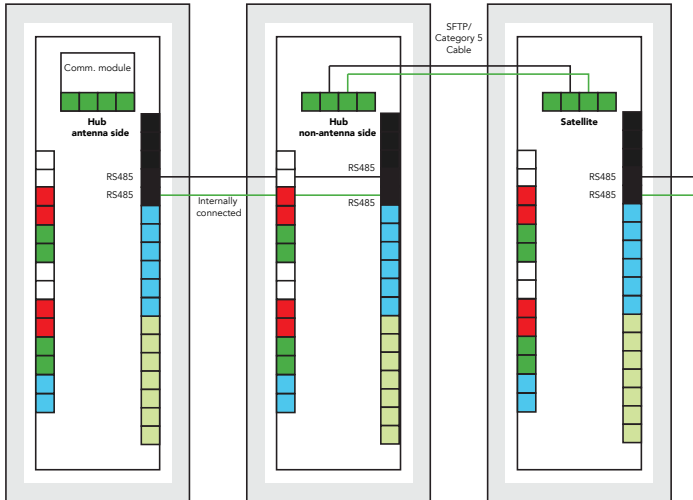 SFTP/
Category 5
Cable
Comm. module
Hub
antenna side
Hub
non-antenna side
Satellite
RS485
RS485
RS485
RS485
Internally
connected
RS485
RS485